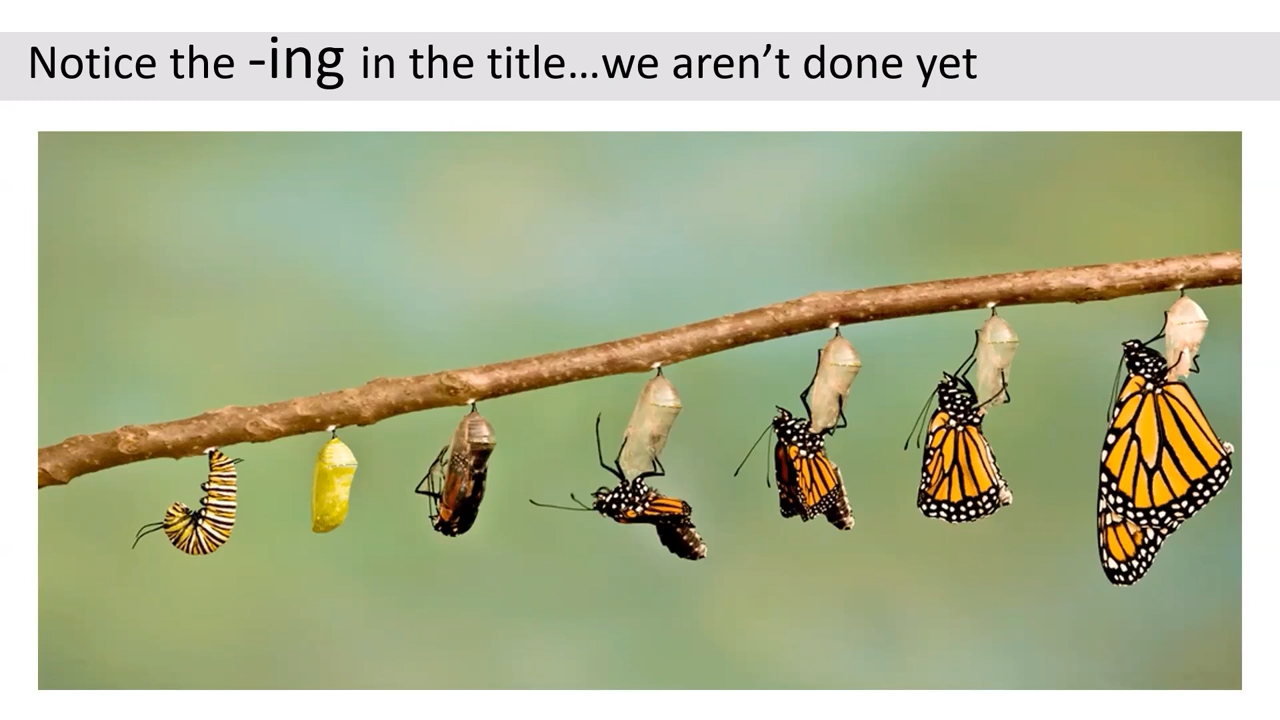 Notice the -ing in the title…we aren’t done yet